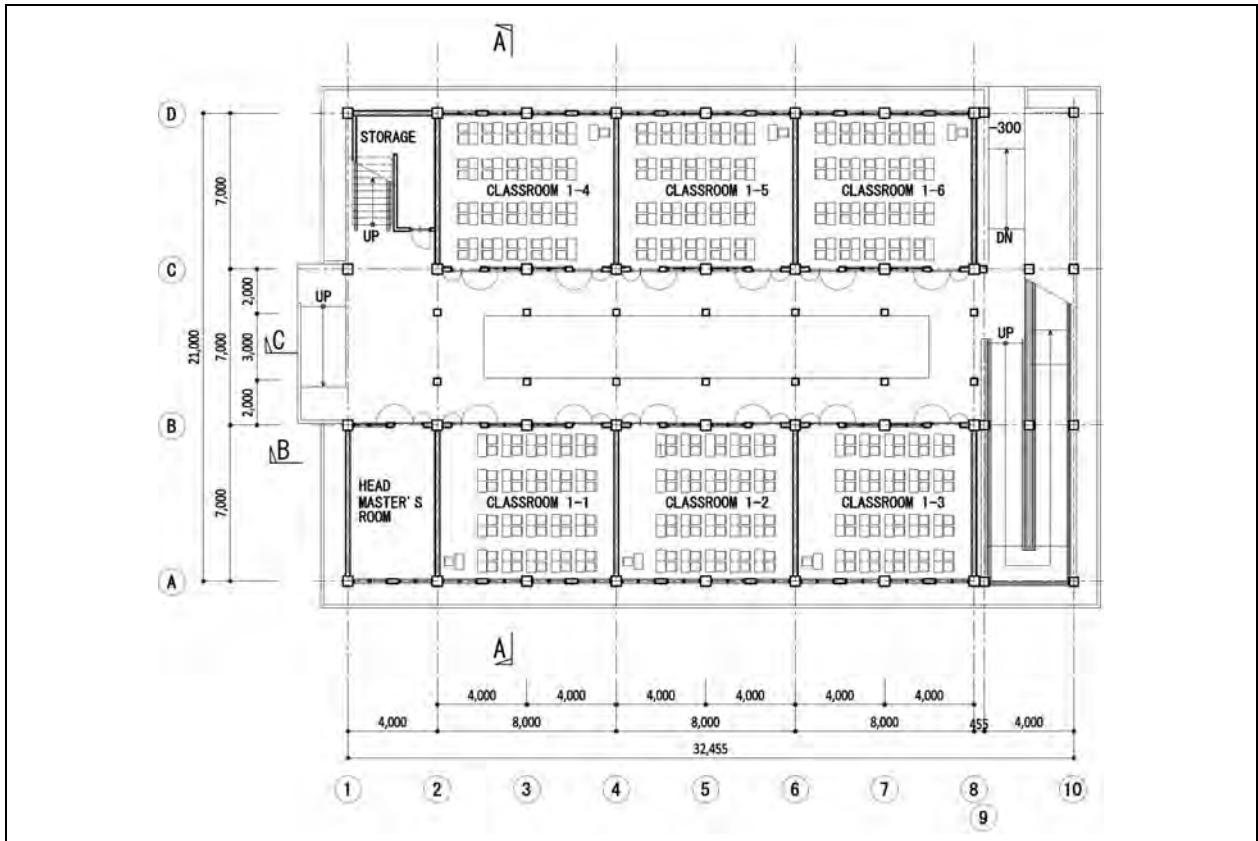 A
D
STORAGE
-300
7,000
CLASSROOM 1-4
CLASSROOM 1-5
CLASSROOM 1-6
UP
DN
C
UP
2,000
UP
C
21,000
7,000
3,000
2,000
B
B
HEAD
MASTER'S
ROOM
7,000
CLASSROOM 1-1
CLASSROOM 1-2
CLASSROOM 1-3
A
A
4,000
4,000
4,000
4,000
4,000
4,000
4,000
8,000
8,000
8,000
455
4,000
32,455
1
2
3
4
5
6
7
8
10
9